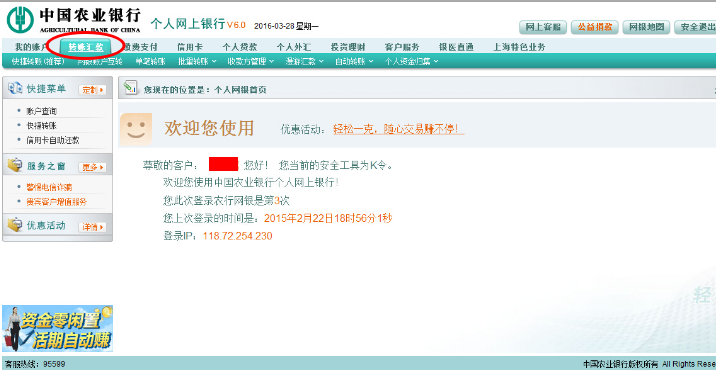 中国农业银行 个人网上银行 V6.0 2016-03-28 星期一
AGRICULTURAL BANK OF CHINA
网上客服 公益捐款 网银地图 安全退出
我的账户 转账汇款 缴费支付 信用卡 个人贷款 个人外汇 投资理财 客户服务 银医直通 上海特色业务
快捷转账(推荐) 内部账户互转 单笔转账 批量转账 收款方管理 漫游汇款 自动转账 个人资金归集
快捷菜单 定制
账户查询
快捷转账
信用卡自动还款
服务之窗 更多
警惕电信诈骗
贵宾客户增值服务
优惠活动 详情
您现在的位置是：个人网银首页
欢迎您使用 优惠活动： 轻松一克，随心交易赚不停！
尊敬的客户： 您好！ 您当前的安全工具为K令。
欢迎您使用中国农业银行个人网上银行！
您此次登录农行网银是第3次
您上次登录的时间是：2015年2月22日18时56分1秒
登录IP：118.72.254.230
轻
资金零闲置
活期自动赚
客服热线：95599 中国农业银行版权所有 All Rights Rese